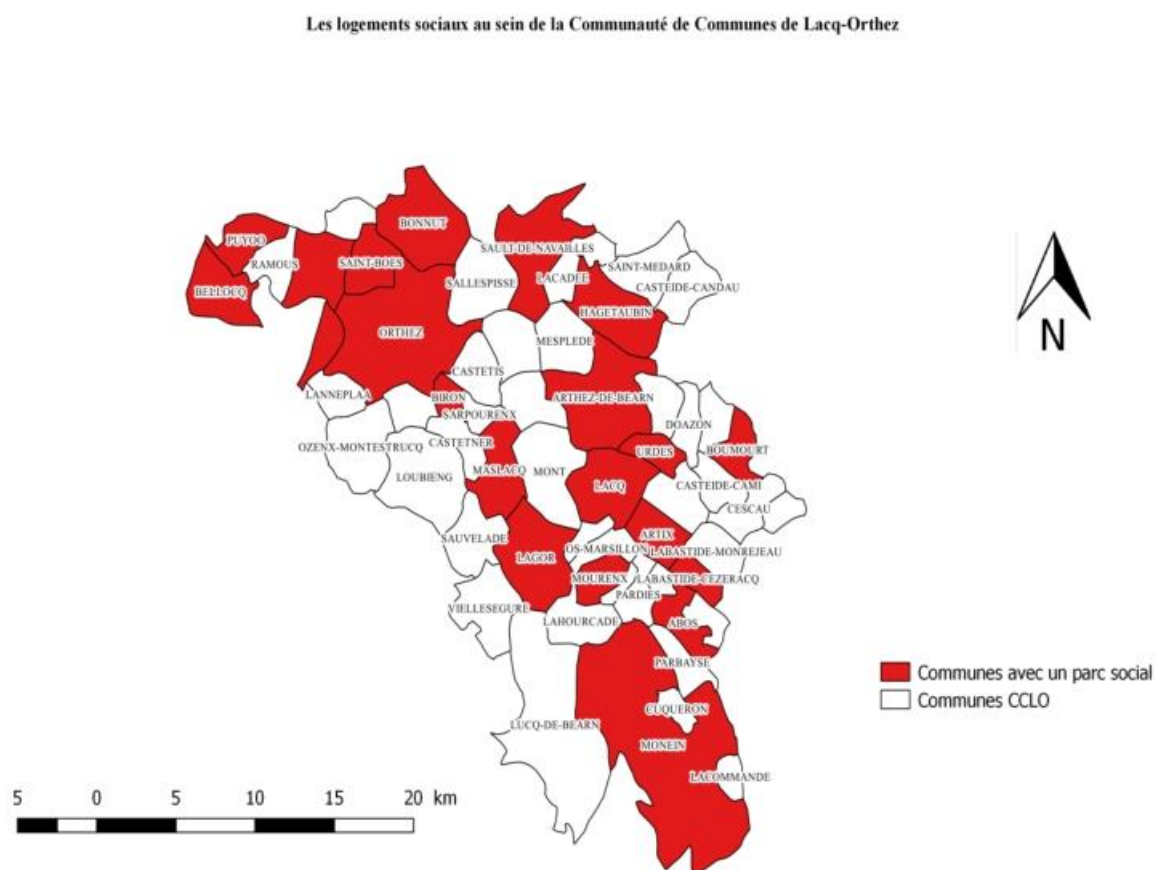 Les logements sociaux au sein de la Communauté de Communes de Lacq-Orthez
BONNUT
PUYOO
SAULT-DE-NAVAILLES
RAMOUS
SAINT-BOES
SAINT-MEDARD
SALLESPISSE
LACADEE
CASTEIDE-CANDAU
BELLOCQ
HAGETAUBIN
ORTHEZ
MESPLEDE
N
CASTETIS
LANNEPLAA
BIRON
ARTHEZ-DE-BEARN
SARPOURENX
DOAZON
OZENX-MONTESTRUCQ
CASTETNER
URDES
BOUMOURT
LOUBIENG
MASLACQ
MONT
LACQ
CASTEIDE-CAMI
CESCAU
SAUVELADE
ARTIX
LAGOR
OS-MARSILLON
LABASTIDE-MONREJEAU
MOURENX
LABASTIDE-CEZERACQ
PARDIES
VIELLESEGURE
LAHOURCADE
ABOS
PARBAYSE
Communes avec un parc social
Communes CCLO
CUQUERON
LUCQ-DE-BEARN
MONEIN
LACOMMANDE
5 0 5 10 15 20 km